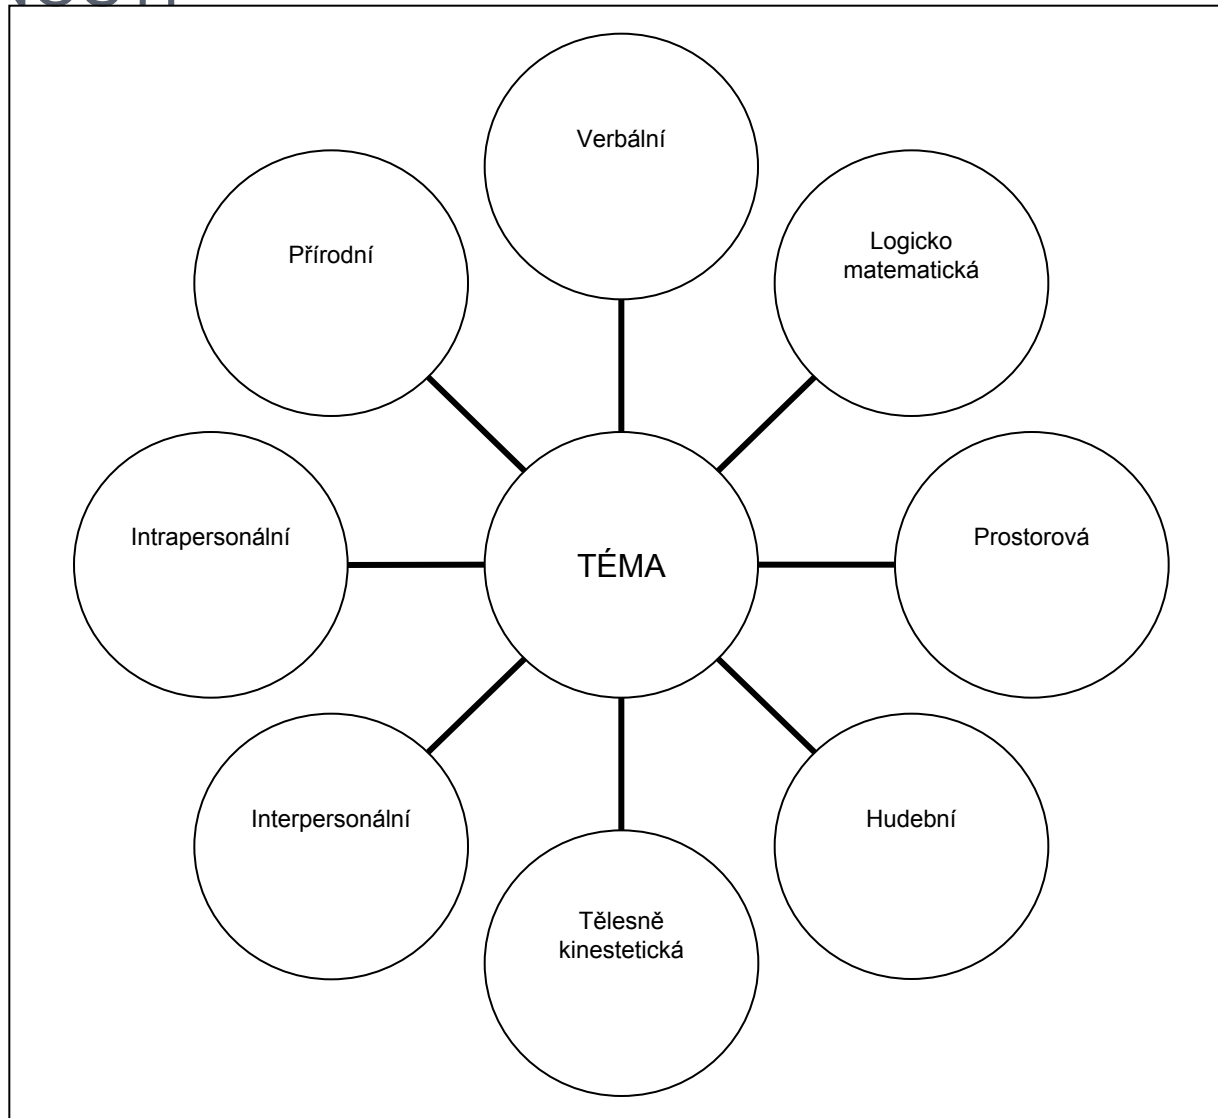 Verbální
Přírodní
Logicko
matematická
Intrapersonální
TÉMA
Prostorová
Interpersonální
Hudební
Tělesně
kinestetická